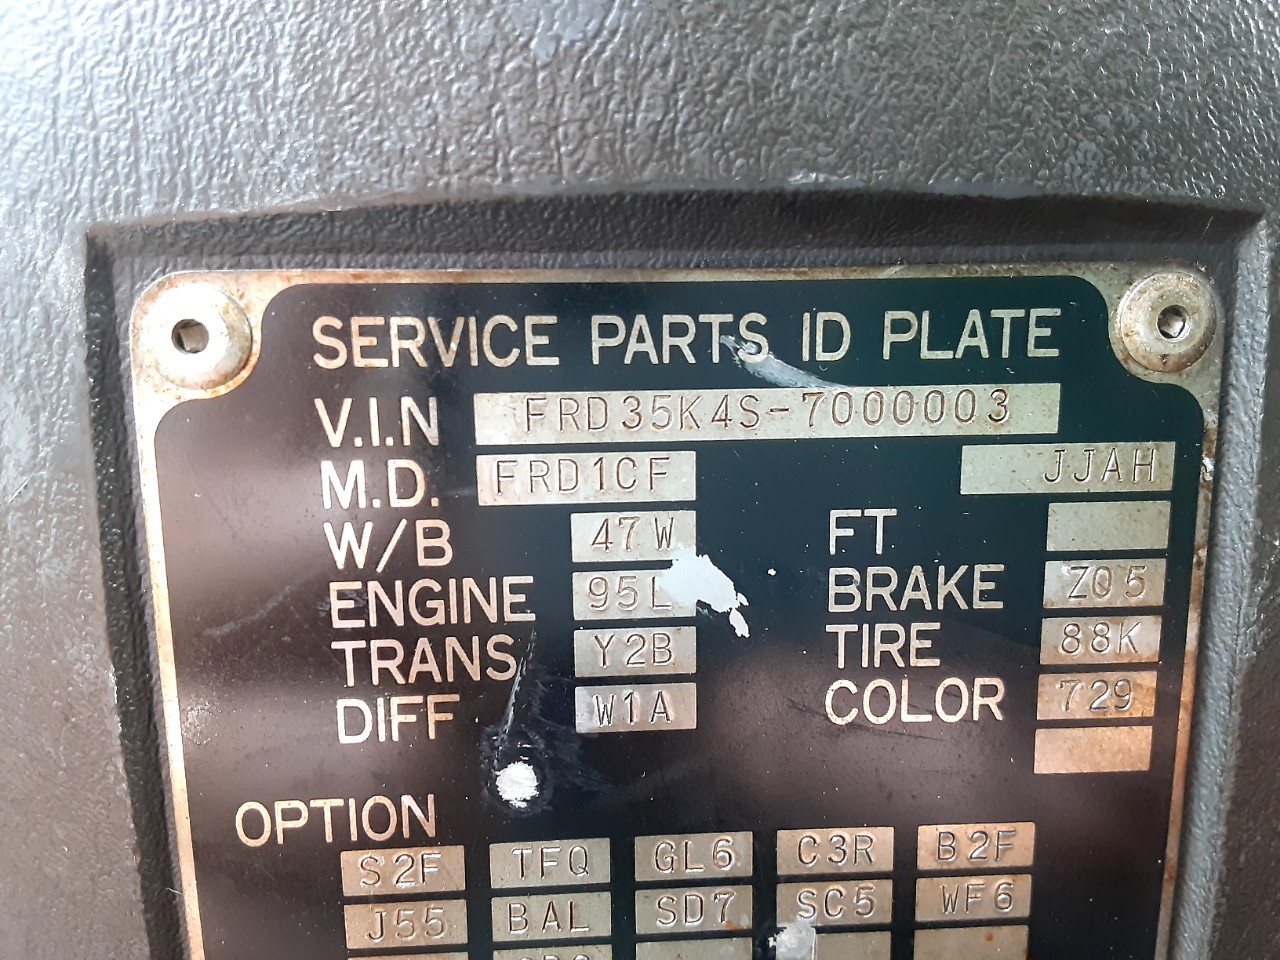 SERVICE PARTS ID PLATE
V.I.N FRD35K4S-7000003
M.D. FRD1CF JJAH
W/B 47W FT
ENGINE 95L BRAKE Z05
TRANS Y2B TIRE 88K
DIFF W1A COLOR 729
OPTION
S2F TFQ GL6 C3R B2F
J55 BAL SD7 SC5 WF6